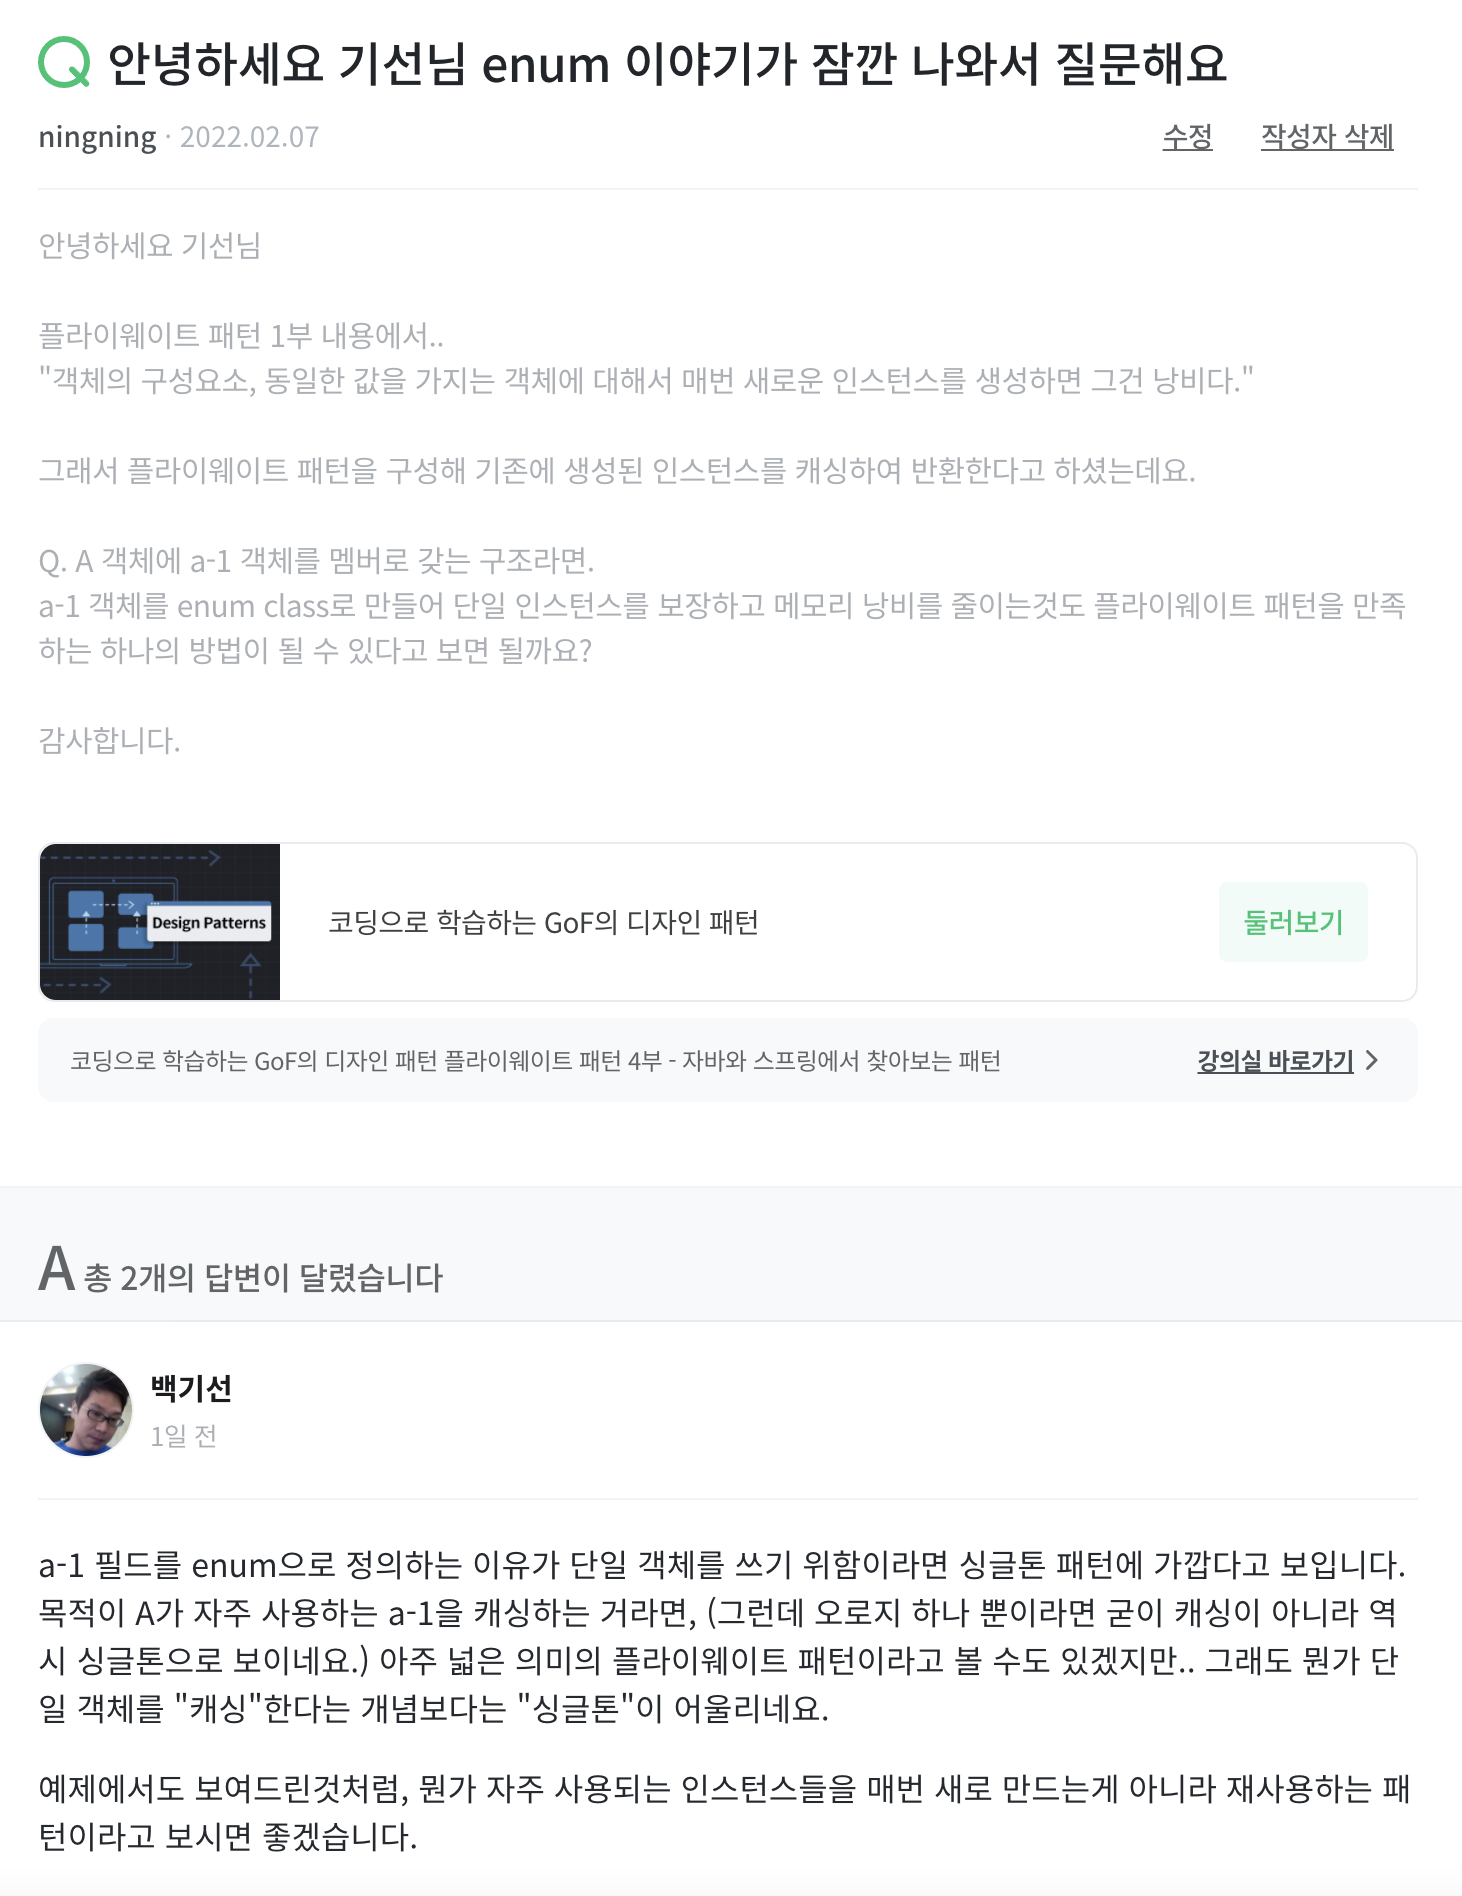 Q 안녕하세요 기선님 enum 이야기가 잠깐 나와서 질문해요
ningning · 2022.02.07 수정 작성자 삭제
안녕하세요 기선님
플라이웨이트 패턴 1부 내용에서..
"객체의 구성요소, 동일한 값을 가지는 객체에 대해서 매번 새로운 인스턴스를 생성하면 그건 낭비다."
그래서 플라이웨이트 패턴을 구성해 기존에 생성된 인스턴스를 캐싱하여 반환한다고 하셨는데요.
Q. A 객체에 a-1 객체를 멤버로 갖는 구조라면.
a-1 객체를 enum class로 만들어 단일 인스턴스를 보장하고 메모리 낭비를 줄이는것도 플라이웨이트 패턴을 만족
하는 하나의 방법이 될 수 있다고 보면 될까요?
감사합니다.
Design Patterns
코딩으로 학습하는 GoF의 디자인 패턴
둘러보기
코딩으로 학습하는 GoF의 디자인 패턴 플라이웨이트 패턴 4부 - 자바와 스프링에서 찾아보는 패턴
강의실 바로가기
A 총 2개의 답변이 달렸습니다
백기선
1일 전
a-1 필드를 enum으로 정의하는 이유가 단일 객체를 쓰기 위함이라면 싱글톤 패턴에 가깝다고 보입니다.
목적이 A가 자주 사용하는 a-1을 캐싱하는 거라면, (그런데 오로지 하나 뿐이라면 굳이 캐싱이 아니라 역
시 싱글톤으로 보이네요.) 아주 넓은 의미의 플라이웨이트 패턴이라고 볼 수도 있겠지만.. 그래도 뭔가 단
일 객체를 "캐싱"한다는 개념보다는 "싱글톤"이 어울리네요.
예제에서도 보여드린것처럼, 뭔가 자주 사용되는 인스턴스들을 매번 새로 만드는게 아니라 재사용하는 패
턴이라고 보시면 좋겠습니다.